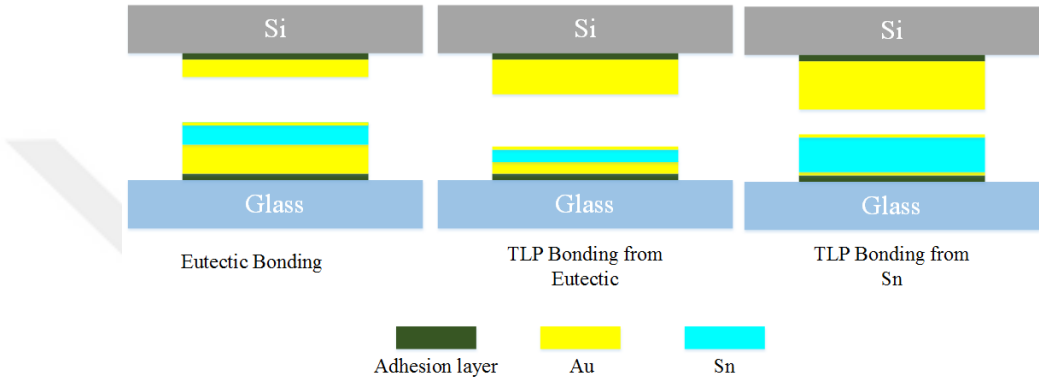 Si
Si
Si
Glass
Glass
Glass
Eutectic Bonding
TLP Bonding from
Eutectic
TLP Bonding from
Sn
Adhesion layer
Au
Sn